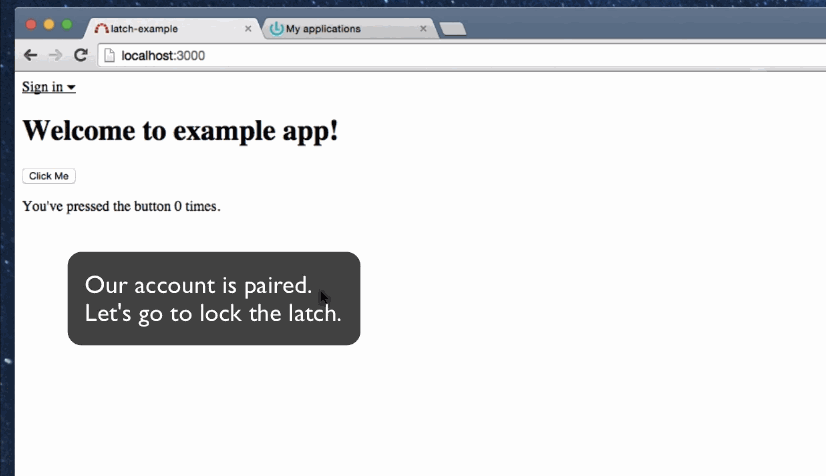 latch-example
My applications
localhost:3000
Sign in
Welcome to example app!
Click Me
You've pressed the button 0 times.
Our account is paired.
Let's go to lock the latch.